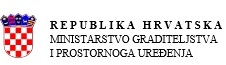 REPUBLIKA HRVATSKA
MINISTARSTVO GRADITELJSTVA
I PROSTORNOGA UREĐENJA